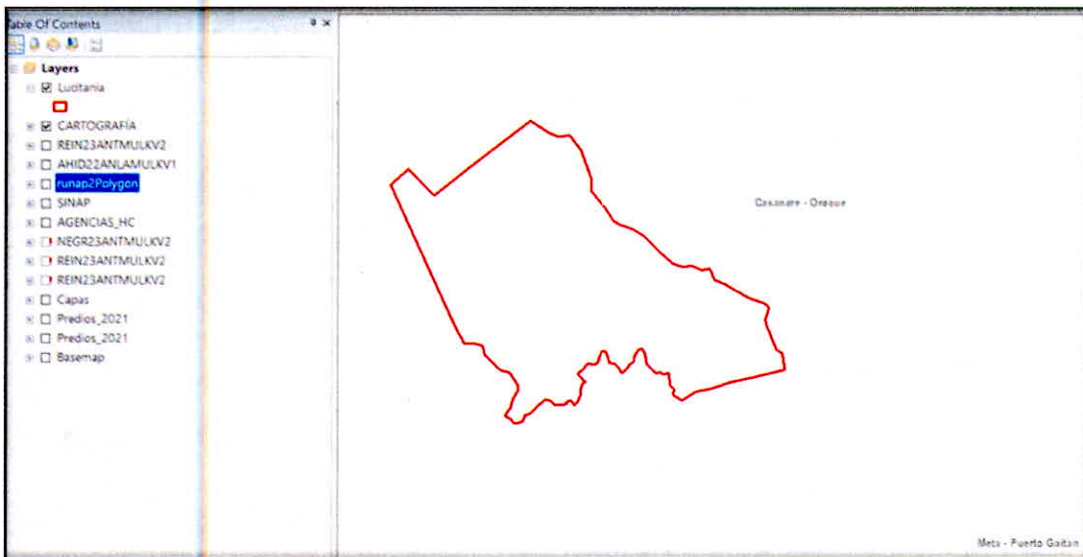 Table Of Contents
Layers
Lucitania
CARTOGRAFÍA
REIN23ANTMULKV2
AHID22ANLAMULKV1
runap2Polygon
SINAP
AGENCIAS_HC
NEGR23ANTMULKV2
REIN23ANTMULKV2
REIN23ANTMULKV2
Capas
Predios_2021
Predios_2021
Basemap
Casanare - Orocue
Meta - Puerto Gaitan